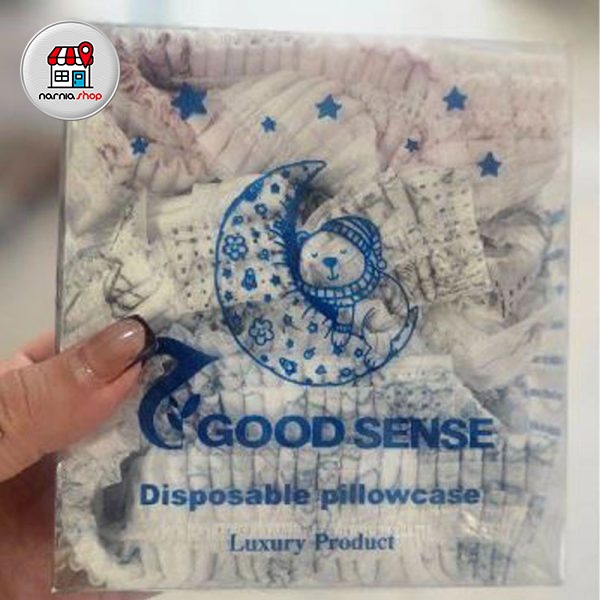 narnia shop
GOOD SENSE
Disposable pillowcase
Luxury Product